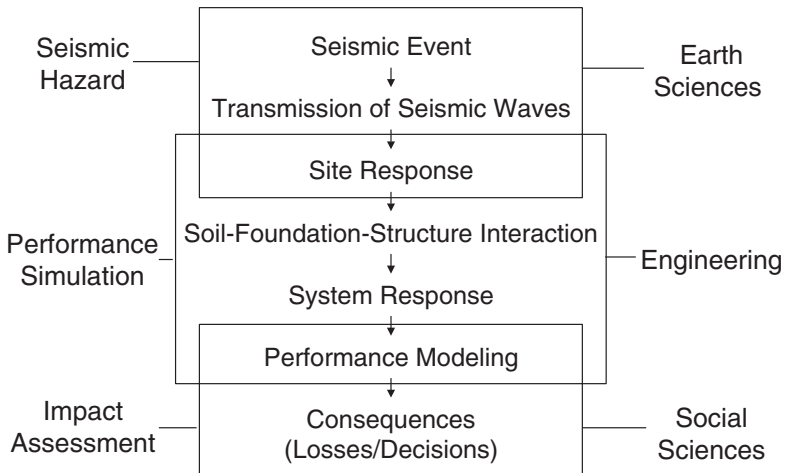 Seismic
Hazard
Seismic Event
Transmission of Seismic Waves
Earth
Sciences
Site Response
Soil-Foundation-Structure Interaction
System Response
Performance
Simulation
Engineering
Performance Modeling
Consequences
(Losses/Decisions)
Impact
Assessment
Social
Sciences